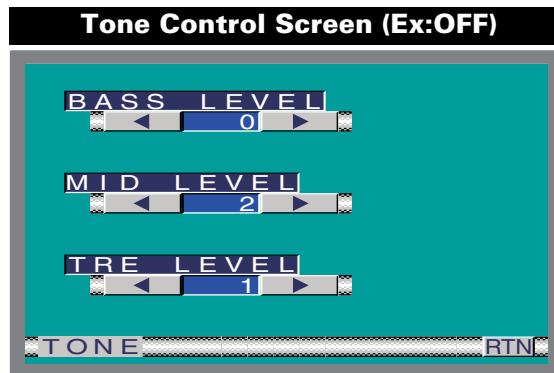 Tone Control Screen (Ex:OFF)
BASS LEVEL
0
MID LEVEL
2
TRE LEVEL
1
TONE RTN